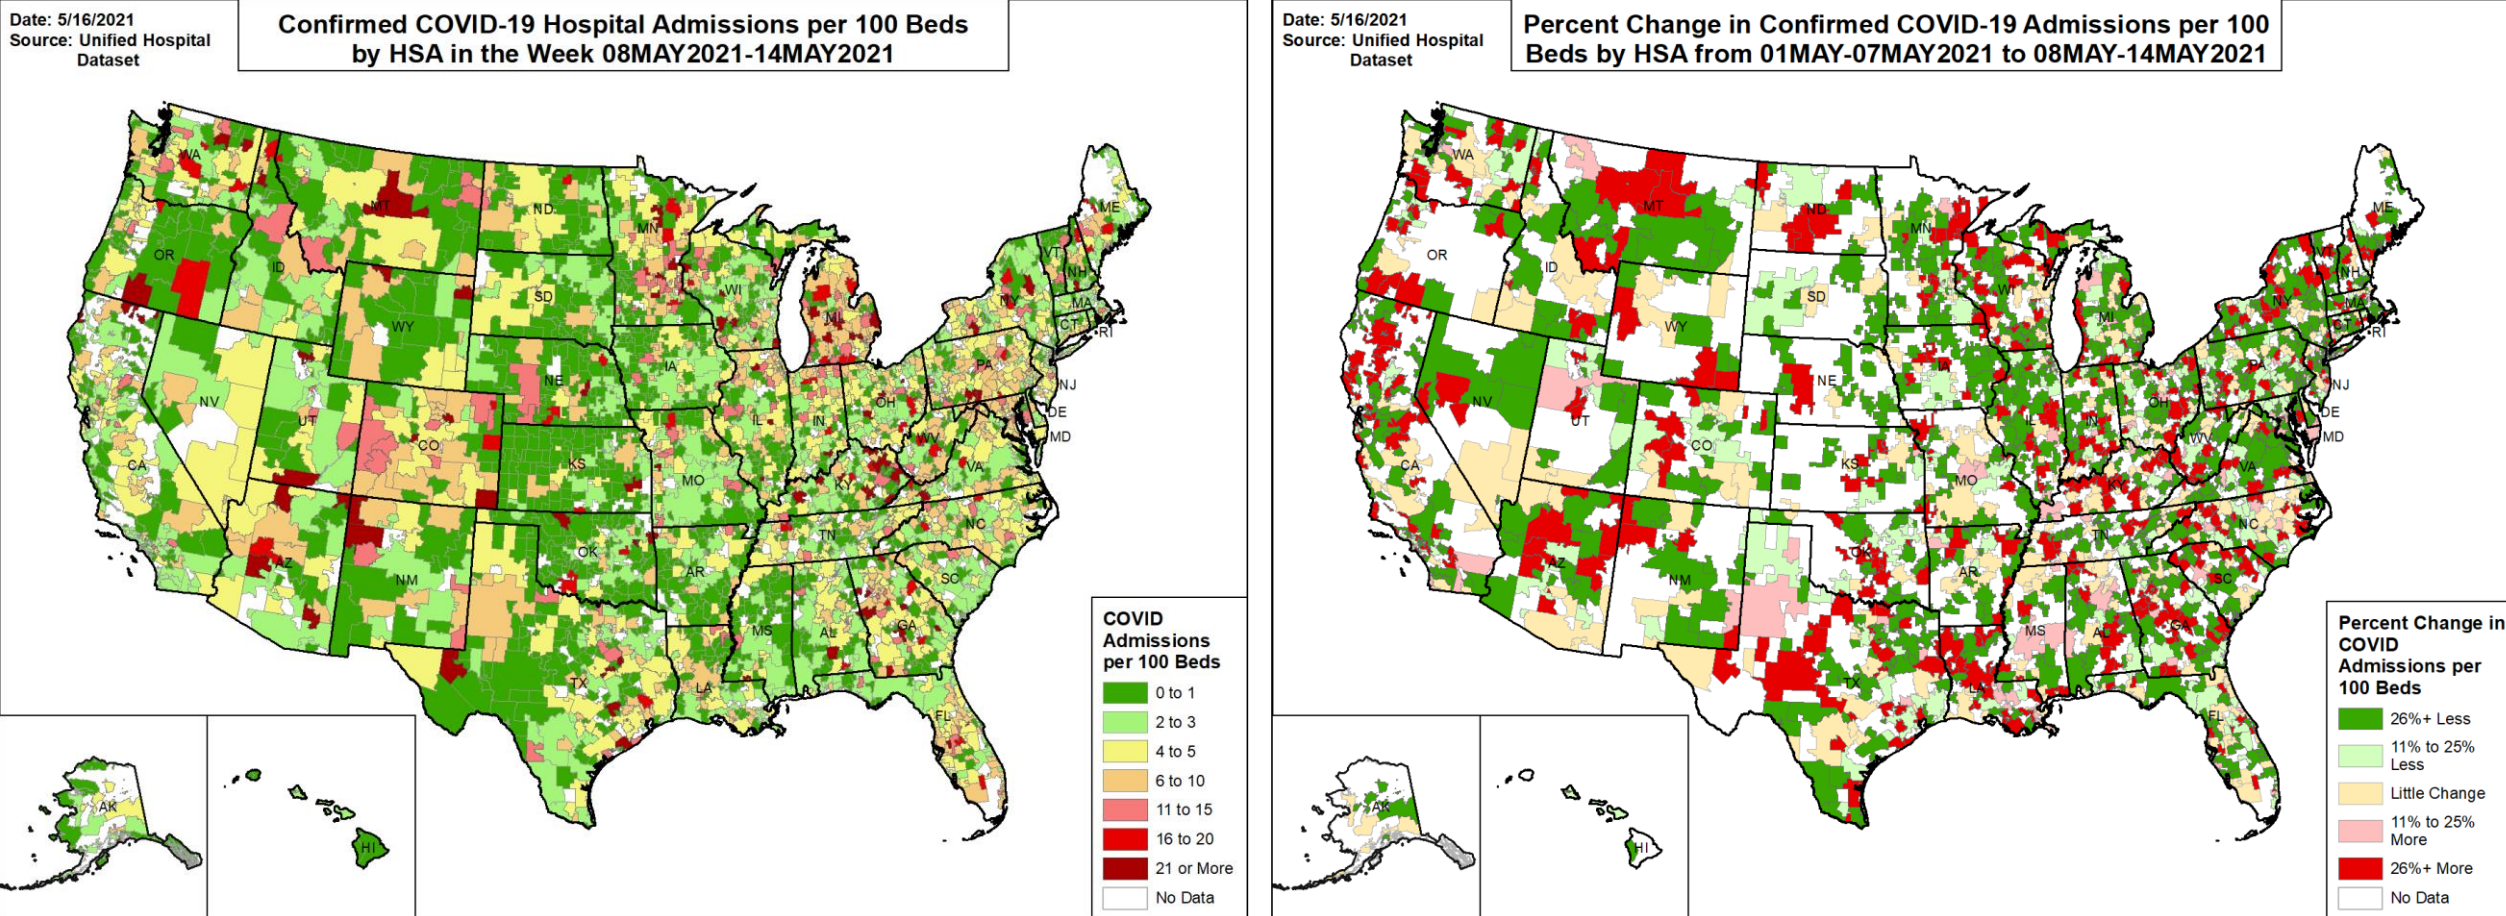 Date: 5/16/2021
Source: Unified Hospital
Dataset
Confirmed COVID-19 Hospital Admissions per 100 Beds
by HSA in the Week 08MAY2021-14MAY2021
WA
MT
ND
MN
ME
OR
ID
SD
WI
MI
VT
NH
NY
MA
CT
RI
WY
IA
PA
NJ
NE
NV
UT
CO
IL
IN
OH
DE
MD
WV
CA
KS
MO
KY
VA
AZ
NM
OK
AR
TN
NC
SC
TX
LA
MS
AL
GA
FL
AK
HI
COVID
Admissions
per 100 Beds
0 to 1
2 to 3
4 to 5
6 to 10
11 to 15
16 to 20
21 or More
No Data
Date: 5/16/2021
Source: Unified Hospital
Dataset
Percent Change in Confirmed COVID-19 Admissions per 100
Beds by HSA from 01MAY-07MAY2021 to 08MAY-14MAY2021
WA
MT
ND
MN
ME
OR
ID
SD
WI
MI
VT
NH
NY
MA
CT
RI
WY
IA
PA
NJ
NE
NV
UT
CO
IL
IN
OH
DE
MD
WV
CA
KS
MO
KY
VA
AZ
NM
OK
AR
TN
NC
SC
TX
LA
MS
AL
GA
FL
AK
HI
Percent Change in
COVID
Admissions per
100 Beds
26%+ Less
11% to 25%
Less
Little Change
11% to 25%
More
26%+ More
No Data